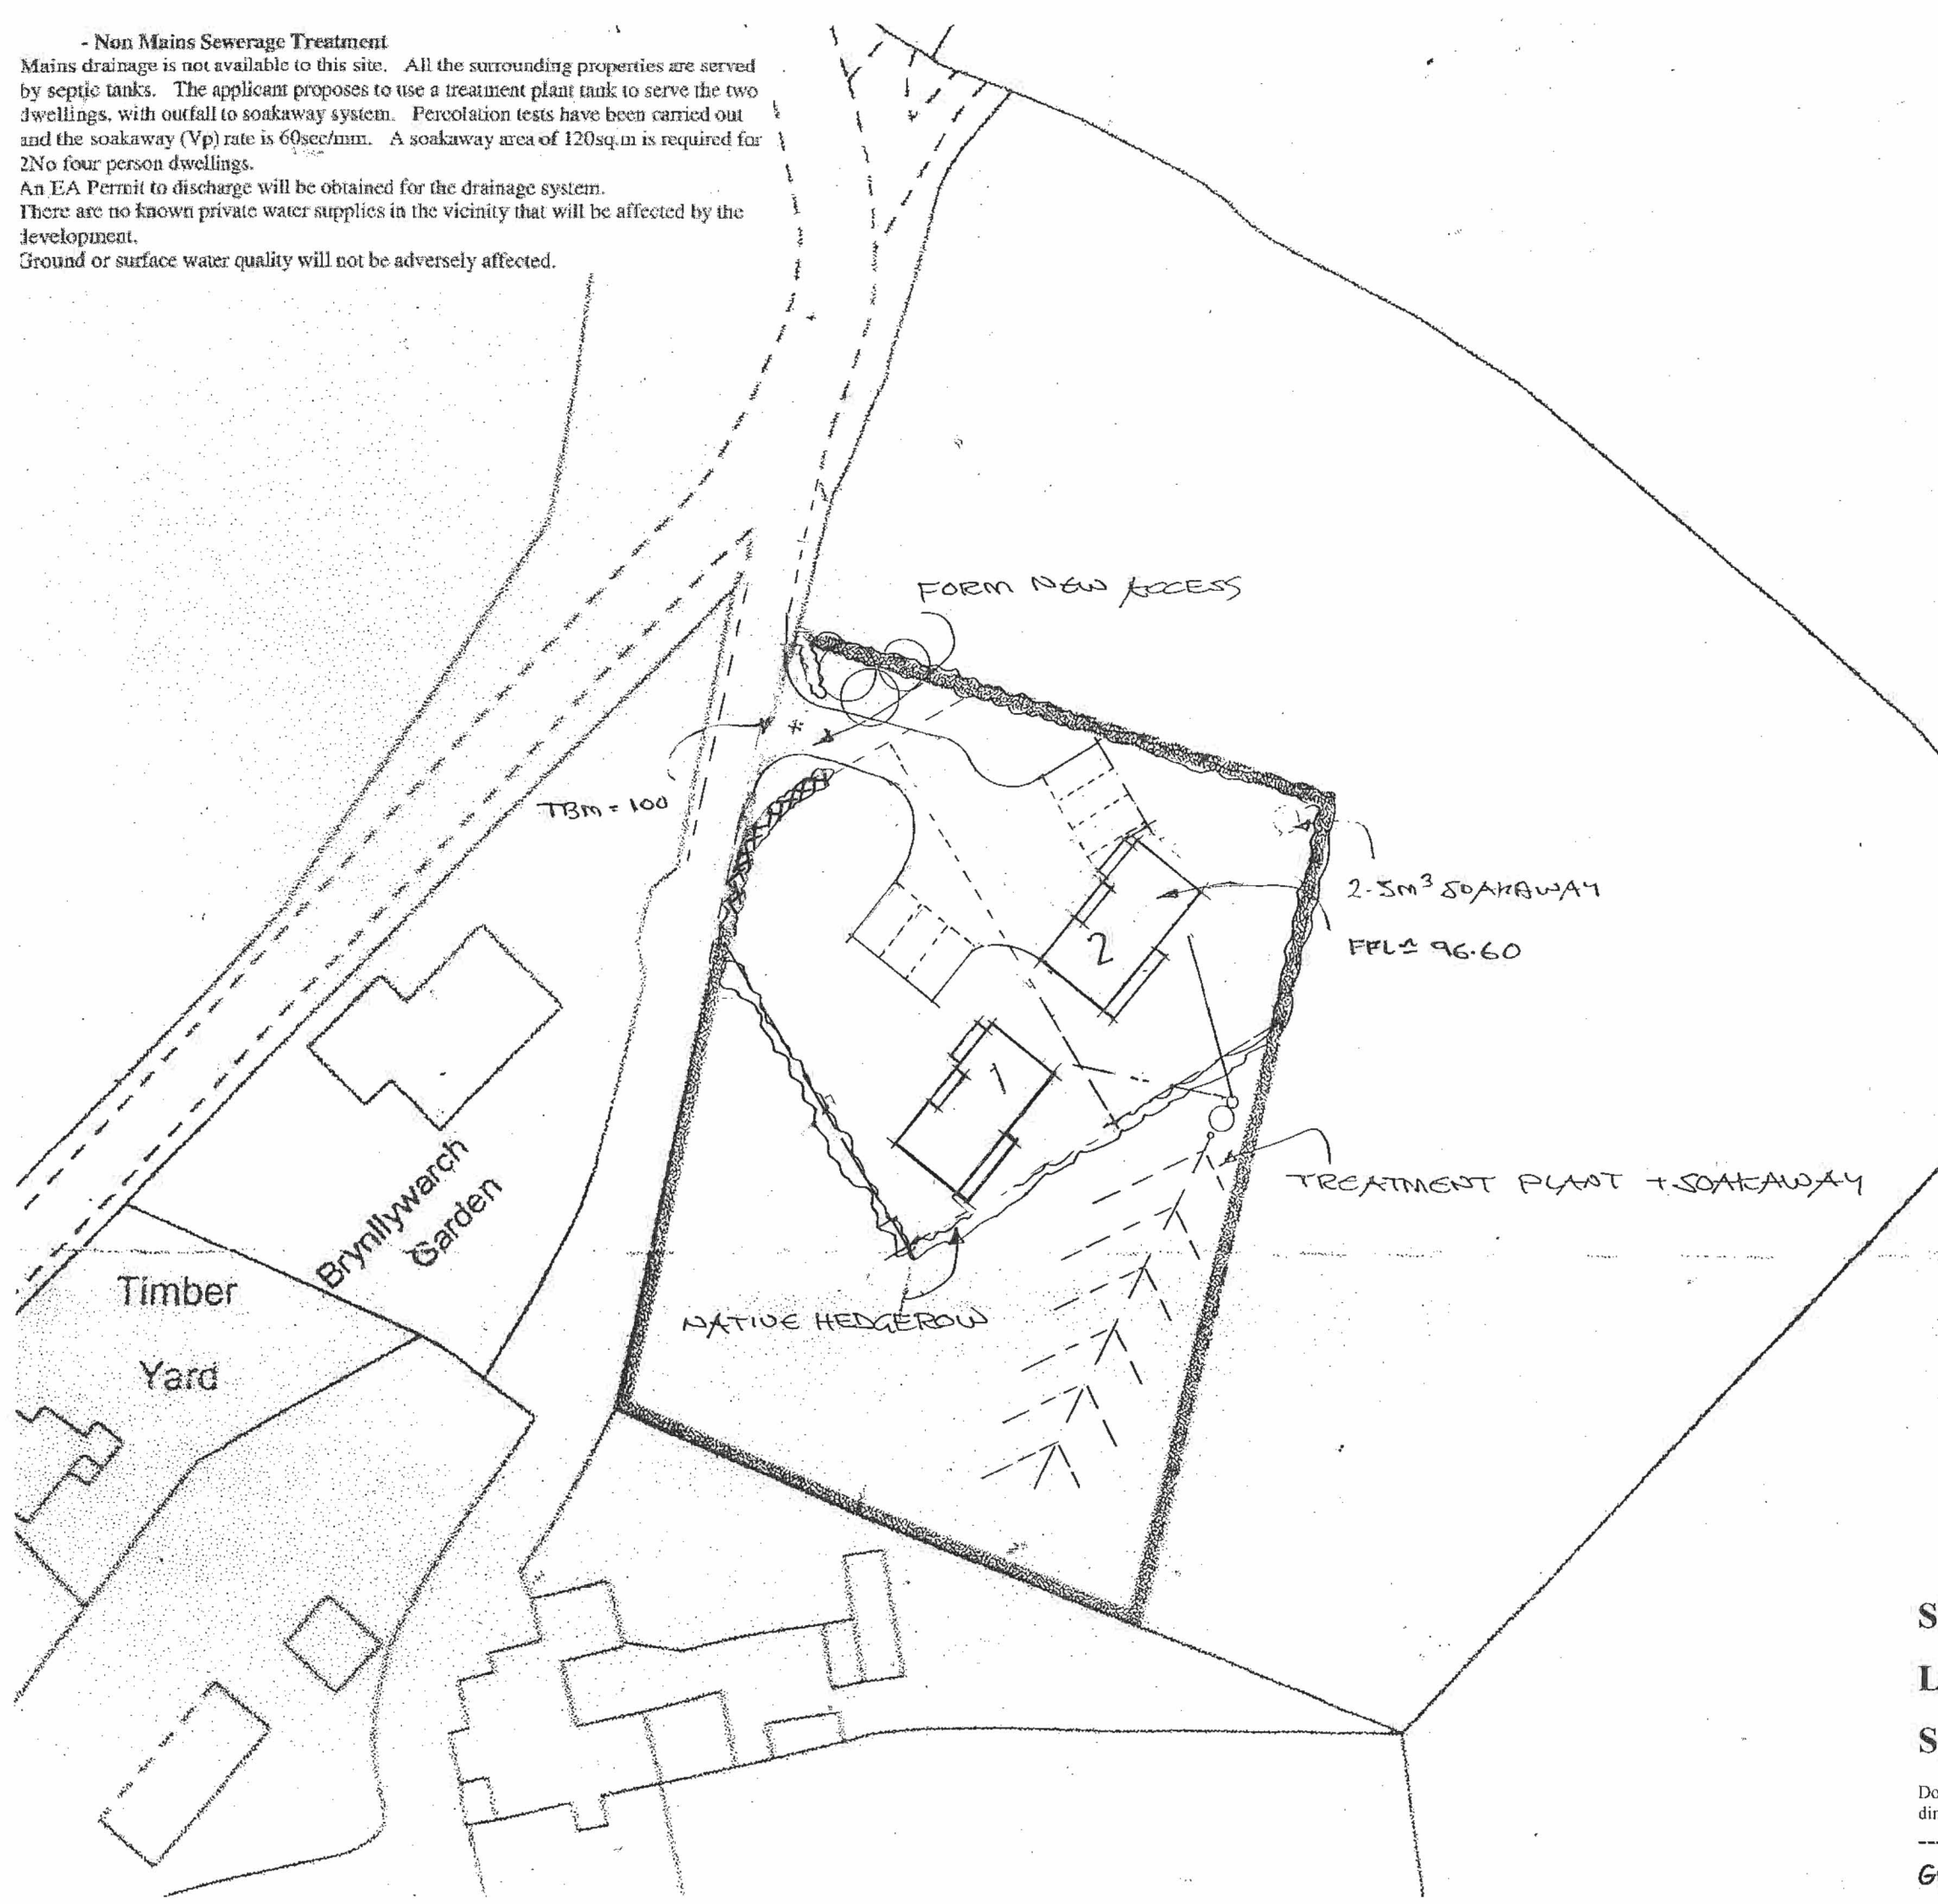 - Non Mains Sewerage Treatment
Mains drainage is not available to this site. All the surrounding properties are served
by septic tanks. The applicant proposes to use a treatment plant tank to serve the two
dwellings, with outfall to soakaway system. Percolation tests have been carried out
and the soakaway (Vp) rate is 60sec/mm. A soakaway area of 120sq.m is required for
2No four person dwellings.
An EA Permit to discharge will be obtained for the drainage system.
There are no known private water supplies in the vicinity that will be affected by the
development.
Ground or surface water quality will not be adversely affected.
FORM NEW ACCESS
TBM = 100
2.5m³ SOAKAWAY
FFL 96.60
2
1
TREATMENT PLANT + SOAKAWAY
NATIVE HEDGEROW
Brynllywarch
Garden
Timber
Yard
S
L
S
Do